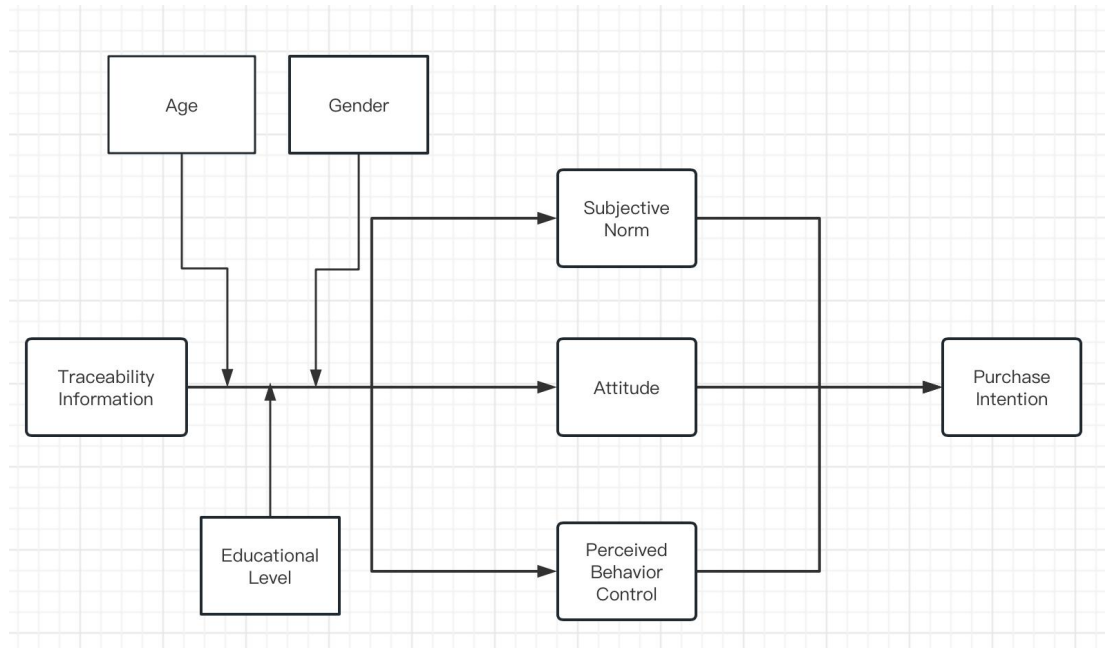 Age
Gender
Subjective
Norm
Traceability
Information
Attitude
Purchase
Intention
Educational
Level
Perceived
Behavior
Control